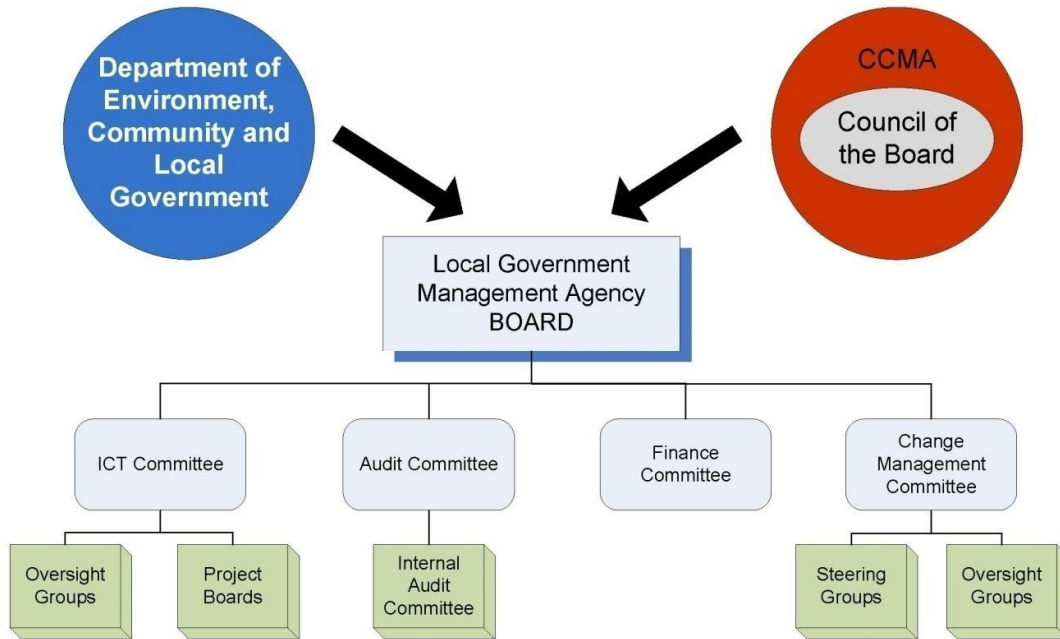 Department of
Environment,
Community and
Local
Government
CCMA
Council of
the Board
Local Government
Management Agency
BOARD
ICT Committee
Audit Committee
Finance
Committee
Change
Management
Committee
Oversight
Groups
Project
Boards
Internal
Audit
Committee
Steering
Groups
Oversight
Groups